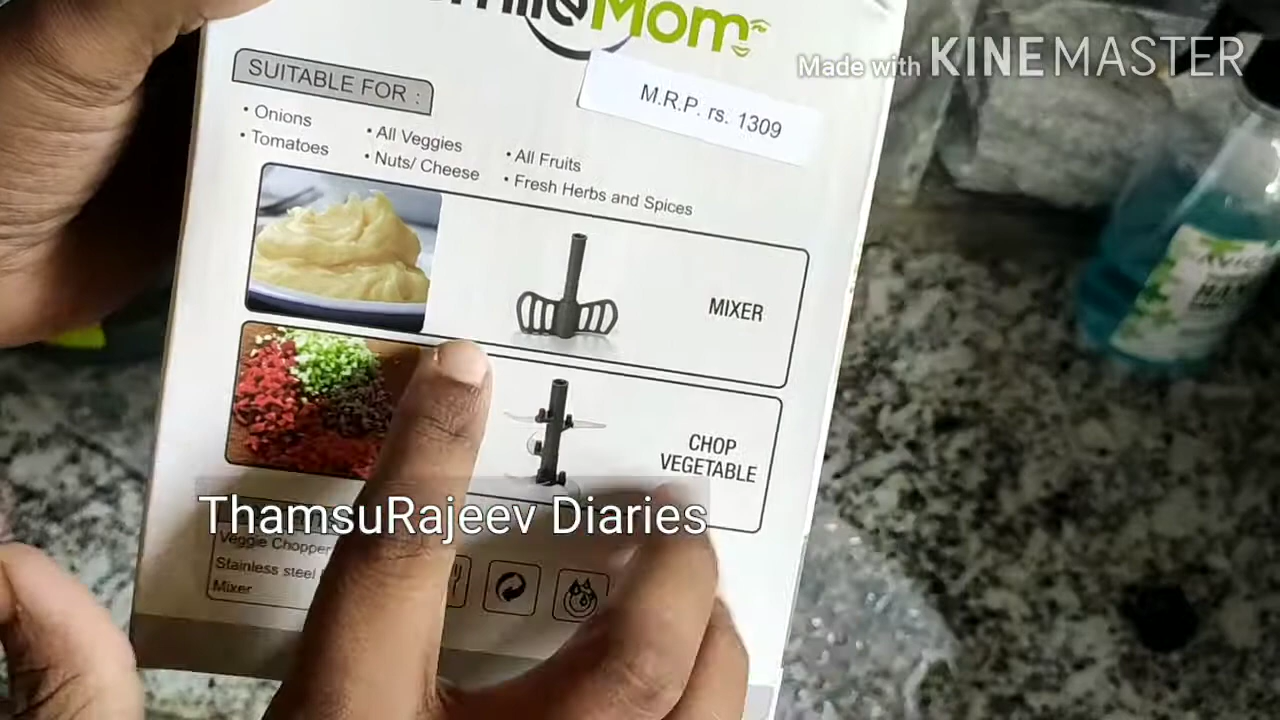 Mom
Made with KINEMASTER
SUITABLE FOR :
M.R.P. rs. 1309
• Onions
• All Veggies
• All Fruits
• Tomatoes
• Nuts/ Cheese
• Fresh Herbs and Spices
MIXER
CHOP
VEGETABLE
ThamsuRajeev Diaries
Veggie Chopper
Stainless steel
Mixer